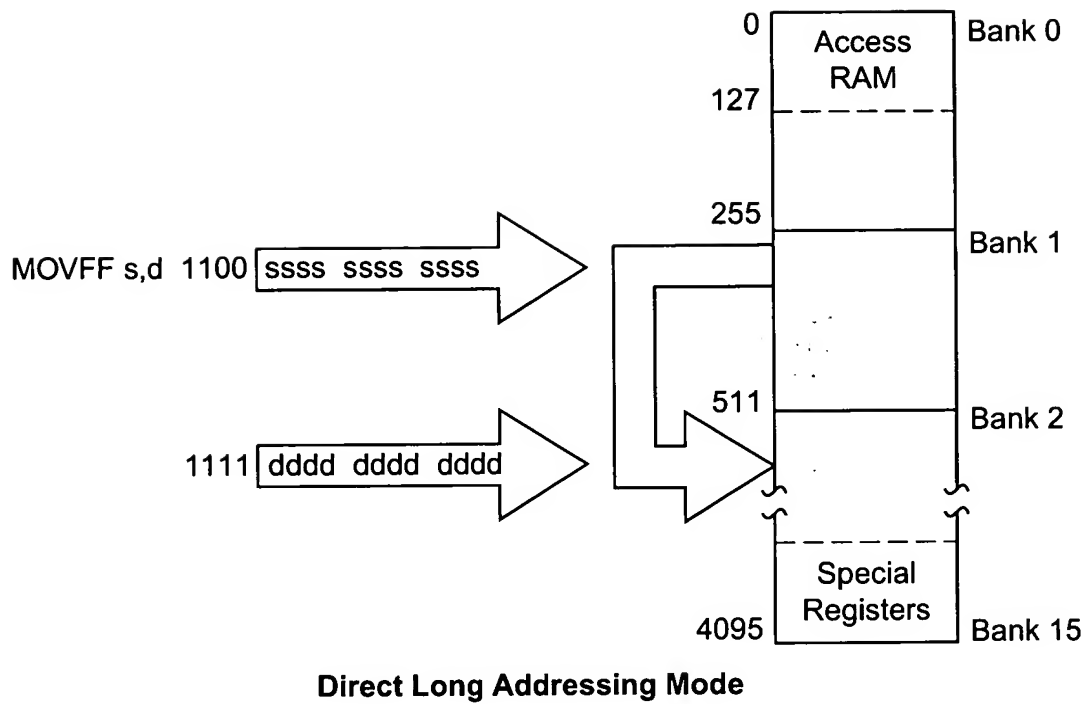 0
Bank 0
Access
RAM
127
255
Bank 1
MOVFF s,d 1100 ssss ssss ssss
511
Bank 2
1111 dddd dddd dddd
Special
Registers
4095
Bank 15
Direct Long Addressing Mode